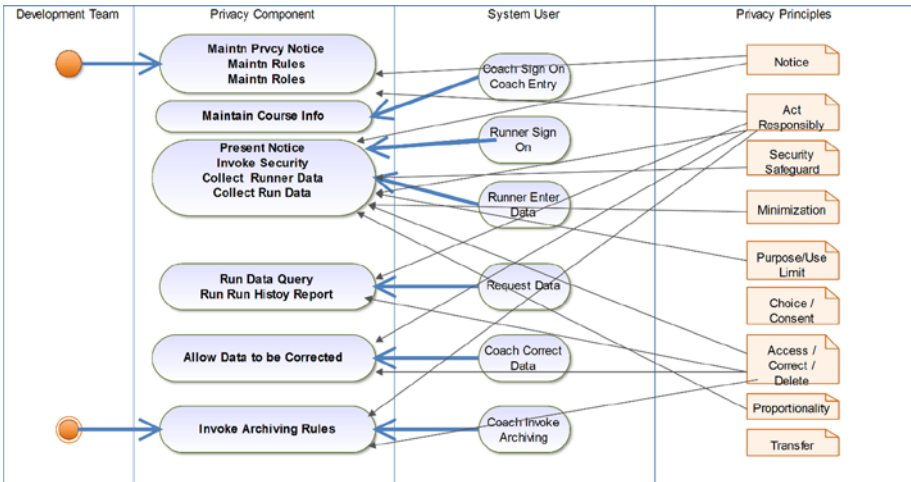 Development Team
Privacy Component
System User
Privacy Principles
Maintn Prvcy Notice
Maintn Rules
Maintn Roles
Maintain Course Info
Present Notice
Invoke Security
Collect Runner Data
Collect Run Data
Run Data Query
Run Run Histoy Report
Allow Data to be Corrected
Invoke Archiving Rules
Coach Sign On
Coach Entry
Runner Sign
On
Runner Enter
Data
Request Data
Coach Correct
Data
Coach Invoke
Archiving
Notice
Act
Responsibly
Security
Safeguard
Minimization
Purpose/Use
Limit
Choice /
Consent
Access /
Correct /
Delete
Proportionality
Transfer